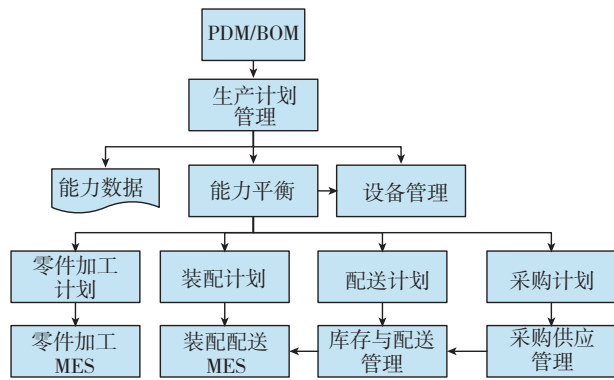 PDM/BOM
生产计划
管理
能力数据
能力平衡
设备管理
零件加工
计划
装配计划
配送计划
采购计划
零件加工
MES
装配配送
MES
库存与配送
管理
采购供应
管理